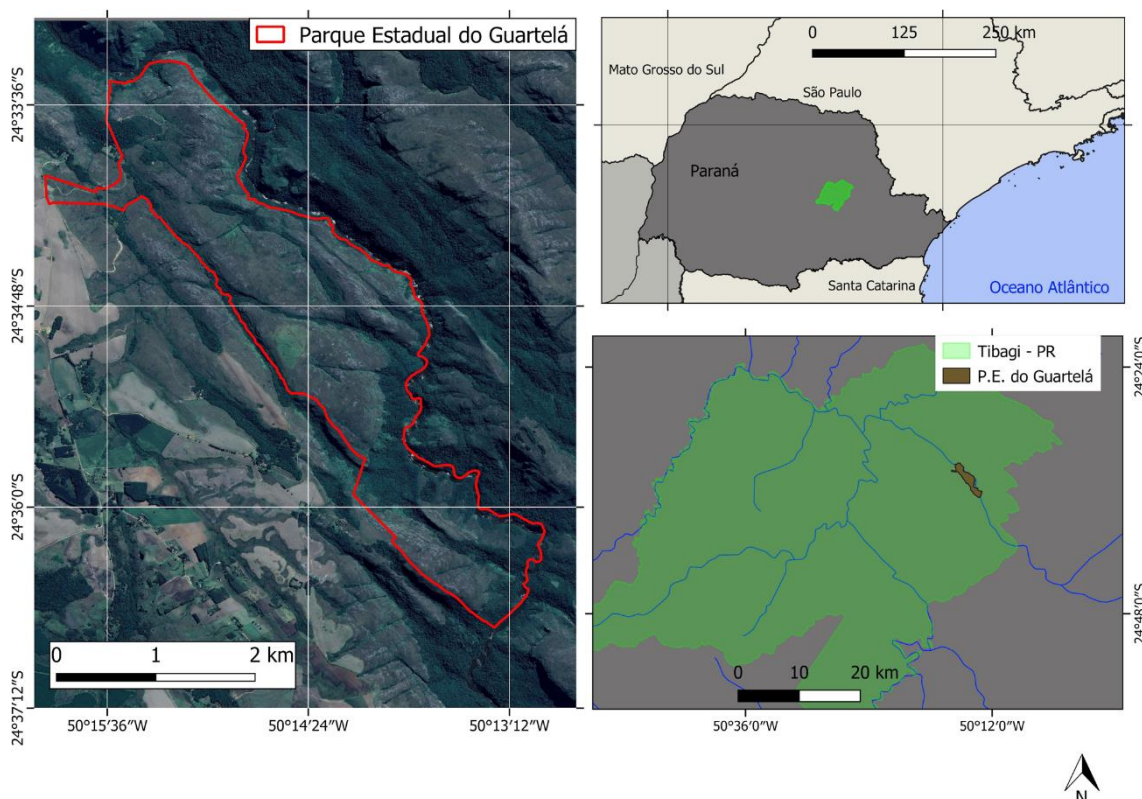 Parque Estadual do Guartelá
24°33'36"S
24°34'48"S
24°36'0"S
24°37'12"S
0 1 2 km
50°15'36"W 50°14'24"W 50°13'12"W
0 125 250 km
Mato Grosso do Sul
São Paulo
Paraná
Santa Catarina
Oceano Atlântico
Tibagi - PR
P.E. do Guartelá
24°24'0"S
24°48'0"S
0 10 20 km
50°36'0"W 50°12'0"W
N